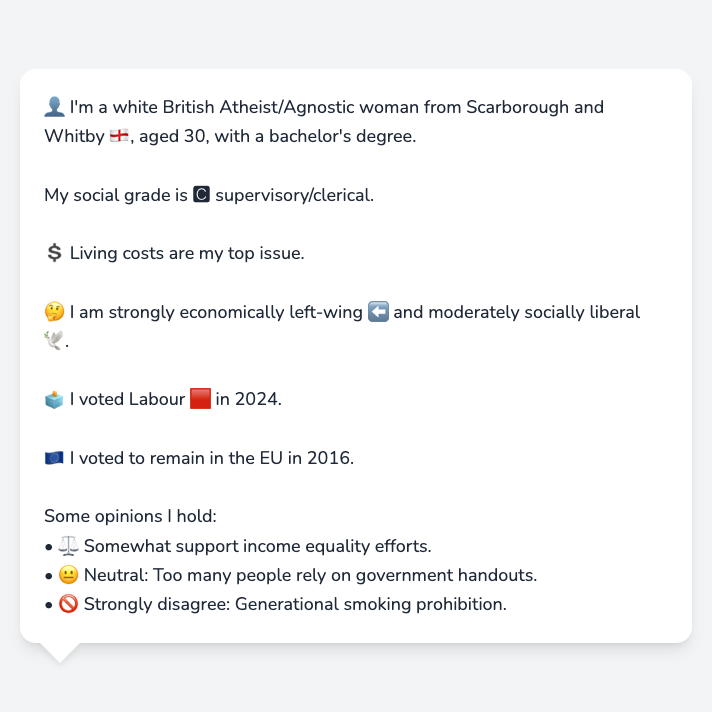 👤 I'm a white British Atheist/Agnostic woman from Scarborough and
Whitby 🏴󠁧󠁢󠁥󠁮󠁧󠁿, aged 30, with a bachelor's degree.
My social grade is 🅲 supervisory/clerical.
💲 Living costs are my top issue.
🤔 I am strongly economically left-wing ⬅️ and moderately socially liberal
🕊️.
🗳️ I voted Labour 🟥 in 2024.
🇪🇺 I voted to remain in the EU in 2016.
Some opinions I hold:
• ⚖️ Somewhat support income equality efforts.
• 😐 Neutral: Too many people rely on government handouts.
• 🚫 Strongly disagree: Generational smoking prohibition.